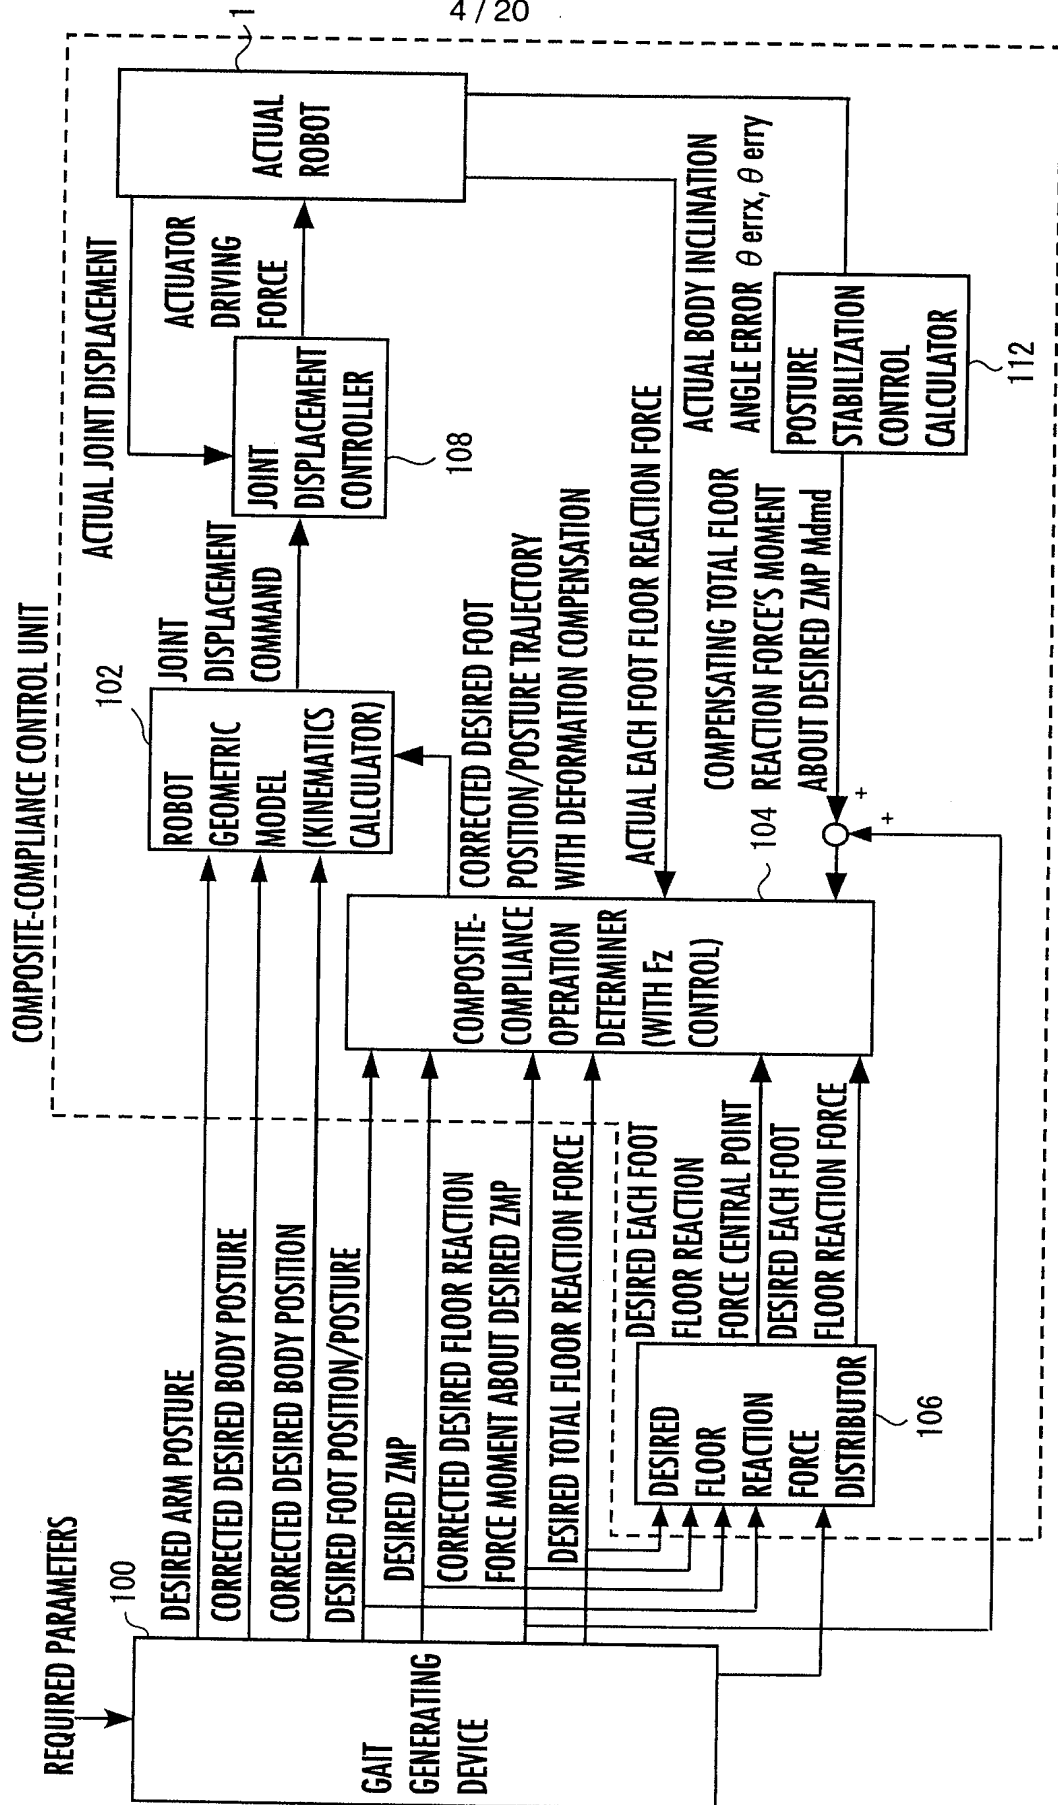 4 / 20
COMPOSITE-COMPLIANCE CONTROL UNIT
REQUIRED PARAMETERS
100
GAIT
GENERATING
DEVICE
DESIRED ARM POSTURE
CORRECTED DESIRED BODY POSTURE
CORRECTED DESIRED BODY POSITION
DESIRED FOOT POSITION/POSTURE
DESIRED ZMP
CORRECTED DESIRED FLOOR REACTION
FORCE MOMENT ABOUT DESIRED ZMP
DESIRED TOTAL FLOOR REACTION FORCE
DESIRED
FLOOR
REACTION
FORCE
DISTRIBUTOR
106
DESIRED EACH FOOT
FLOOR REACTION
FORCE CENTRAL POINT
DESIRED EACH FOOT
FLOOR REACTION FORCE
102
ROBOT
GEOMETRIC
MODEL
(KINEMATICS
CALCULATOR)
COMPOSITE-
COMPLIANCE
OPERATION
DETERMINER
(WITH Fz
CONTROL)
104
CORRECTED DESIRED FOOT
POSITION/POSTURE TRAJECTORY
WITH DEFORMATION COMPENSATION
JOINT
DISPLACEMENT
COMMAND
JOINT
DISPLACEMENT
CONTROLLER
108
ACTUAL JOINT DISPLACEMENT
ACTUATOR
DRIVING
FORCE
ACTUAL
ROBOT
1
ACTUAL EACH FOOT FLOOR REACTION FORCE
ACTUAL BODY INCLINATION
ANGLE ERROR θ errx, θ erry
POSTURE
STABILIZATION
CONTROL
CALCULATOR
112
COMPENSATING TOTAL FLOOR
REACTION FORCE'S MOMENT
ABOUT DESIRED ZMP Mdmd
+
+